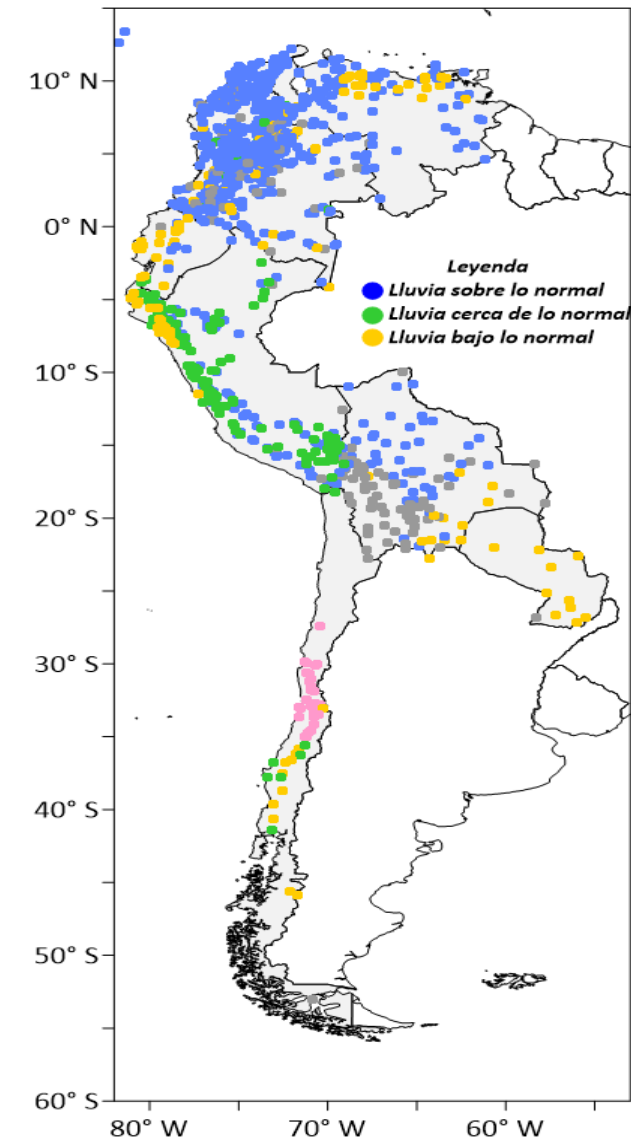 10° N
0° N
Leyenda
Lluvia sobre lo normal
Lluvia cerca de lo normal
Lluvia bajo lo normal
10° S
20° S
30° S
40° S
50° S
60° S
80° W
70° W
60° W